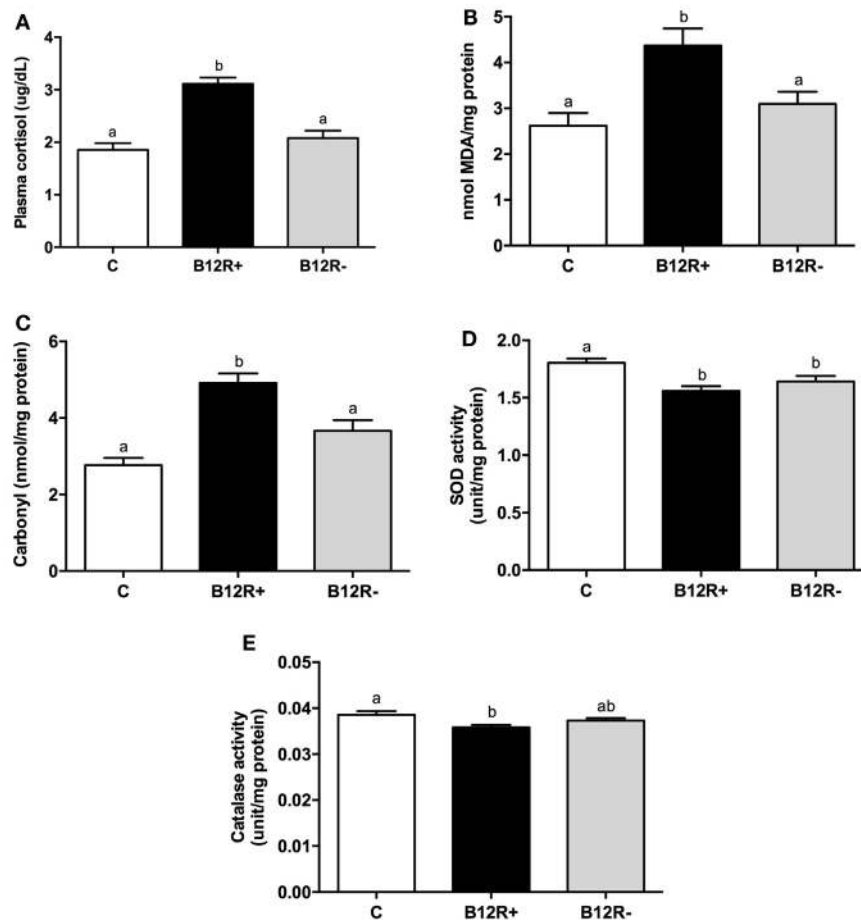 A
Plasma cortisol (ug/dL)
4
3
2
1
0
a
b
a
C
B12R+
B12R-
B
nmol MDA/mg protein
5
4
3
2
1
0
a
b
a
C
B12R+
B12R-
C
Carbonyl (nmol/mg protein)
6
4
2
0
a
b
a
C
B12R+
B12R-
D
SOD activity
(unit/mg protein)
2.0
1.5
1.0
0.5
0.0
a
b
b
C
B12R+
B12R-
E
Catalase activity
(unit/mg protein)
0.05
0.04
0.03
0.02
0.01
0.00
a
b
ab
C
B12R+
B12R-